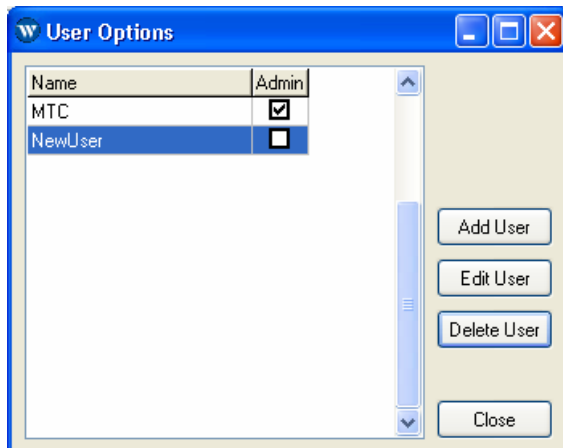 User Options
Name Admin
MTC
NewUser
Add User
Edit User
Delete User
Close